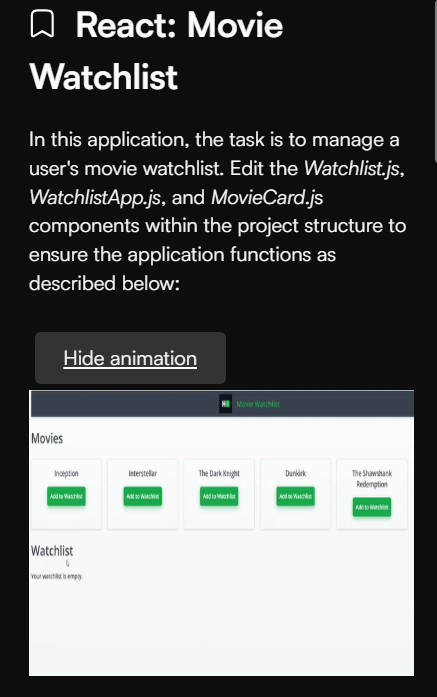 React: Movie
Watchlist
In this application, the task is to manage a
user's movie watchlist. Edit the Watchlist.js,
WatchlistApp.js, and MovieCard.js
components within the project structure to
ensure the application functions as
described below:
Hide animation
H Movie Watchlist
Movies
Inception Interstellar The Dark Knight Dunkirk The Shawshank
Redemption
Add to Watchlist Add to Watchlist Add to Watchlist Add to Watchlist Add to Watchlist
Watchlist
Your watchlist is empty.